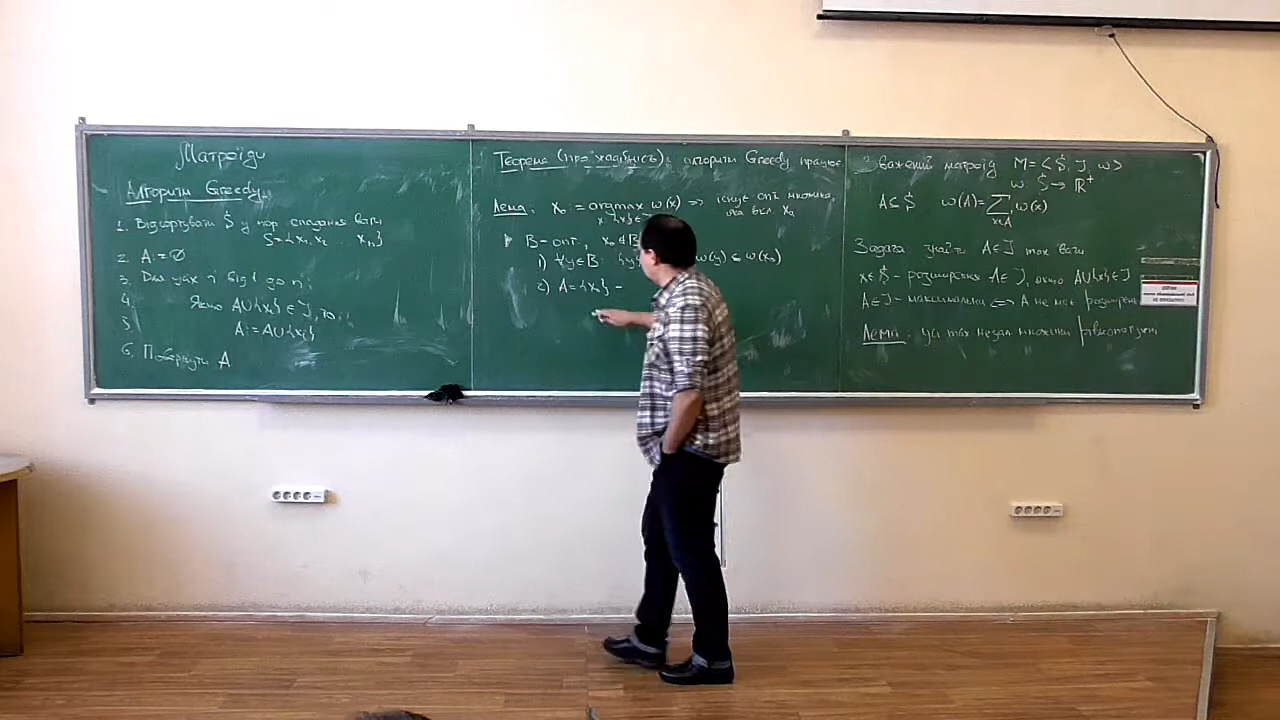 Матроїди
Алгоритм Greedy
1. Відсортувати $ у пор. спадання ваги
S={x₁, x₂ ... xₙ}
2. A:=∅
3. Для усіх i від 1 до n:
4. Якщо A∪{xᵢ}∈J, то:
5. A:=A∪{xᵢ}
6. Повернути A
Теорема (про жадібність): алгоритм Greedy працює
Лема. x₀:=argmax w(x) => існує опт. множина,
x:{x}∈
яка вкл. x₀
B-опт., x₀∉B
1) ∀y∈B: w(y) ≤ w(x₀)
2) A={x₀} -
Зважений матроїд M=<$, J, w>
w: $→ℝ⁺
A⊆$ w(A)=∑w(x)
x∈A
Задача: знайти A∈J max ваги
x∈$ - розширення A∈J, якщо A∪{x}∈J
A∈J - максимальна <=> A не має розширень
Лема. усі max незал. множини рівнопотужні